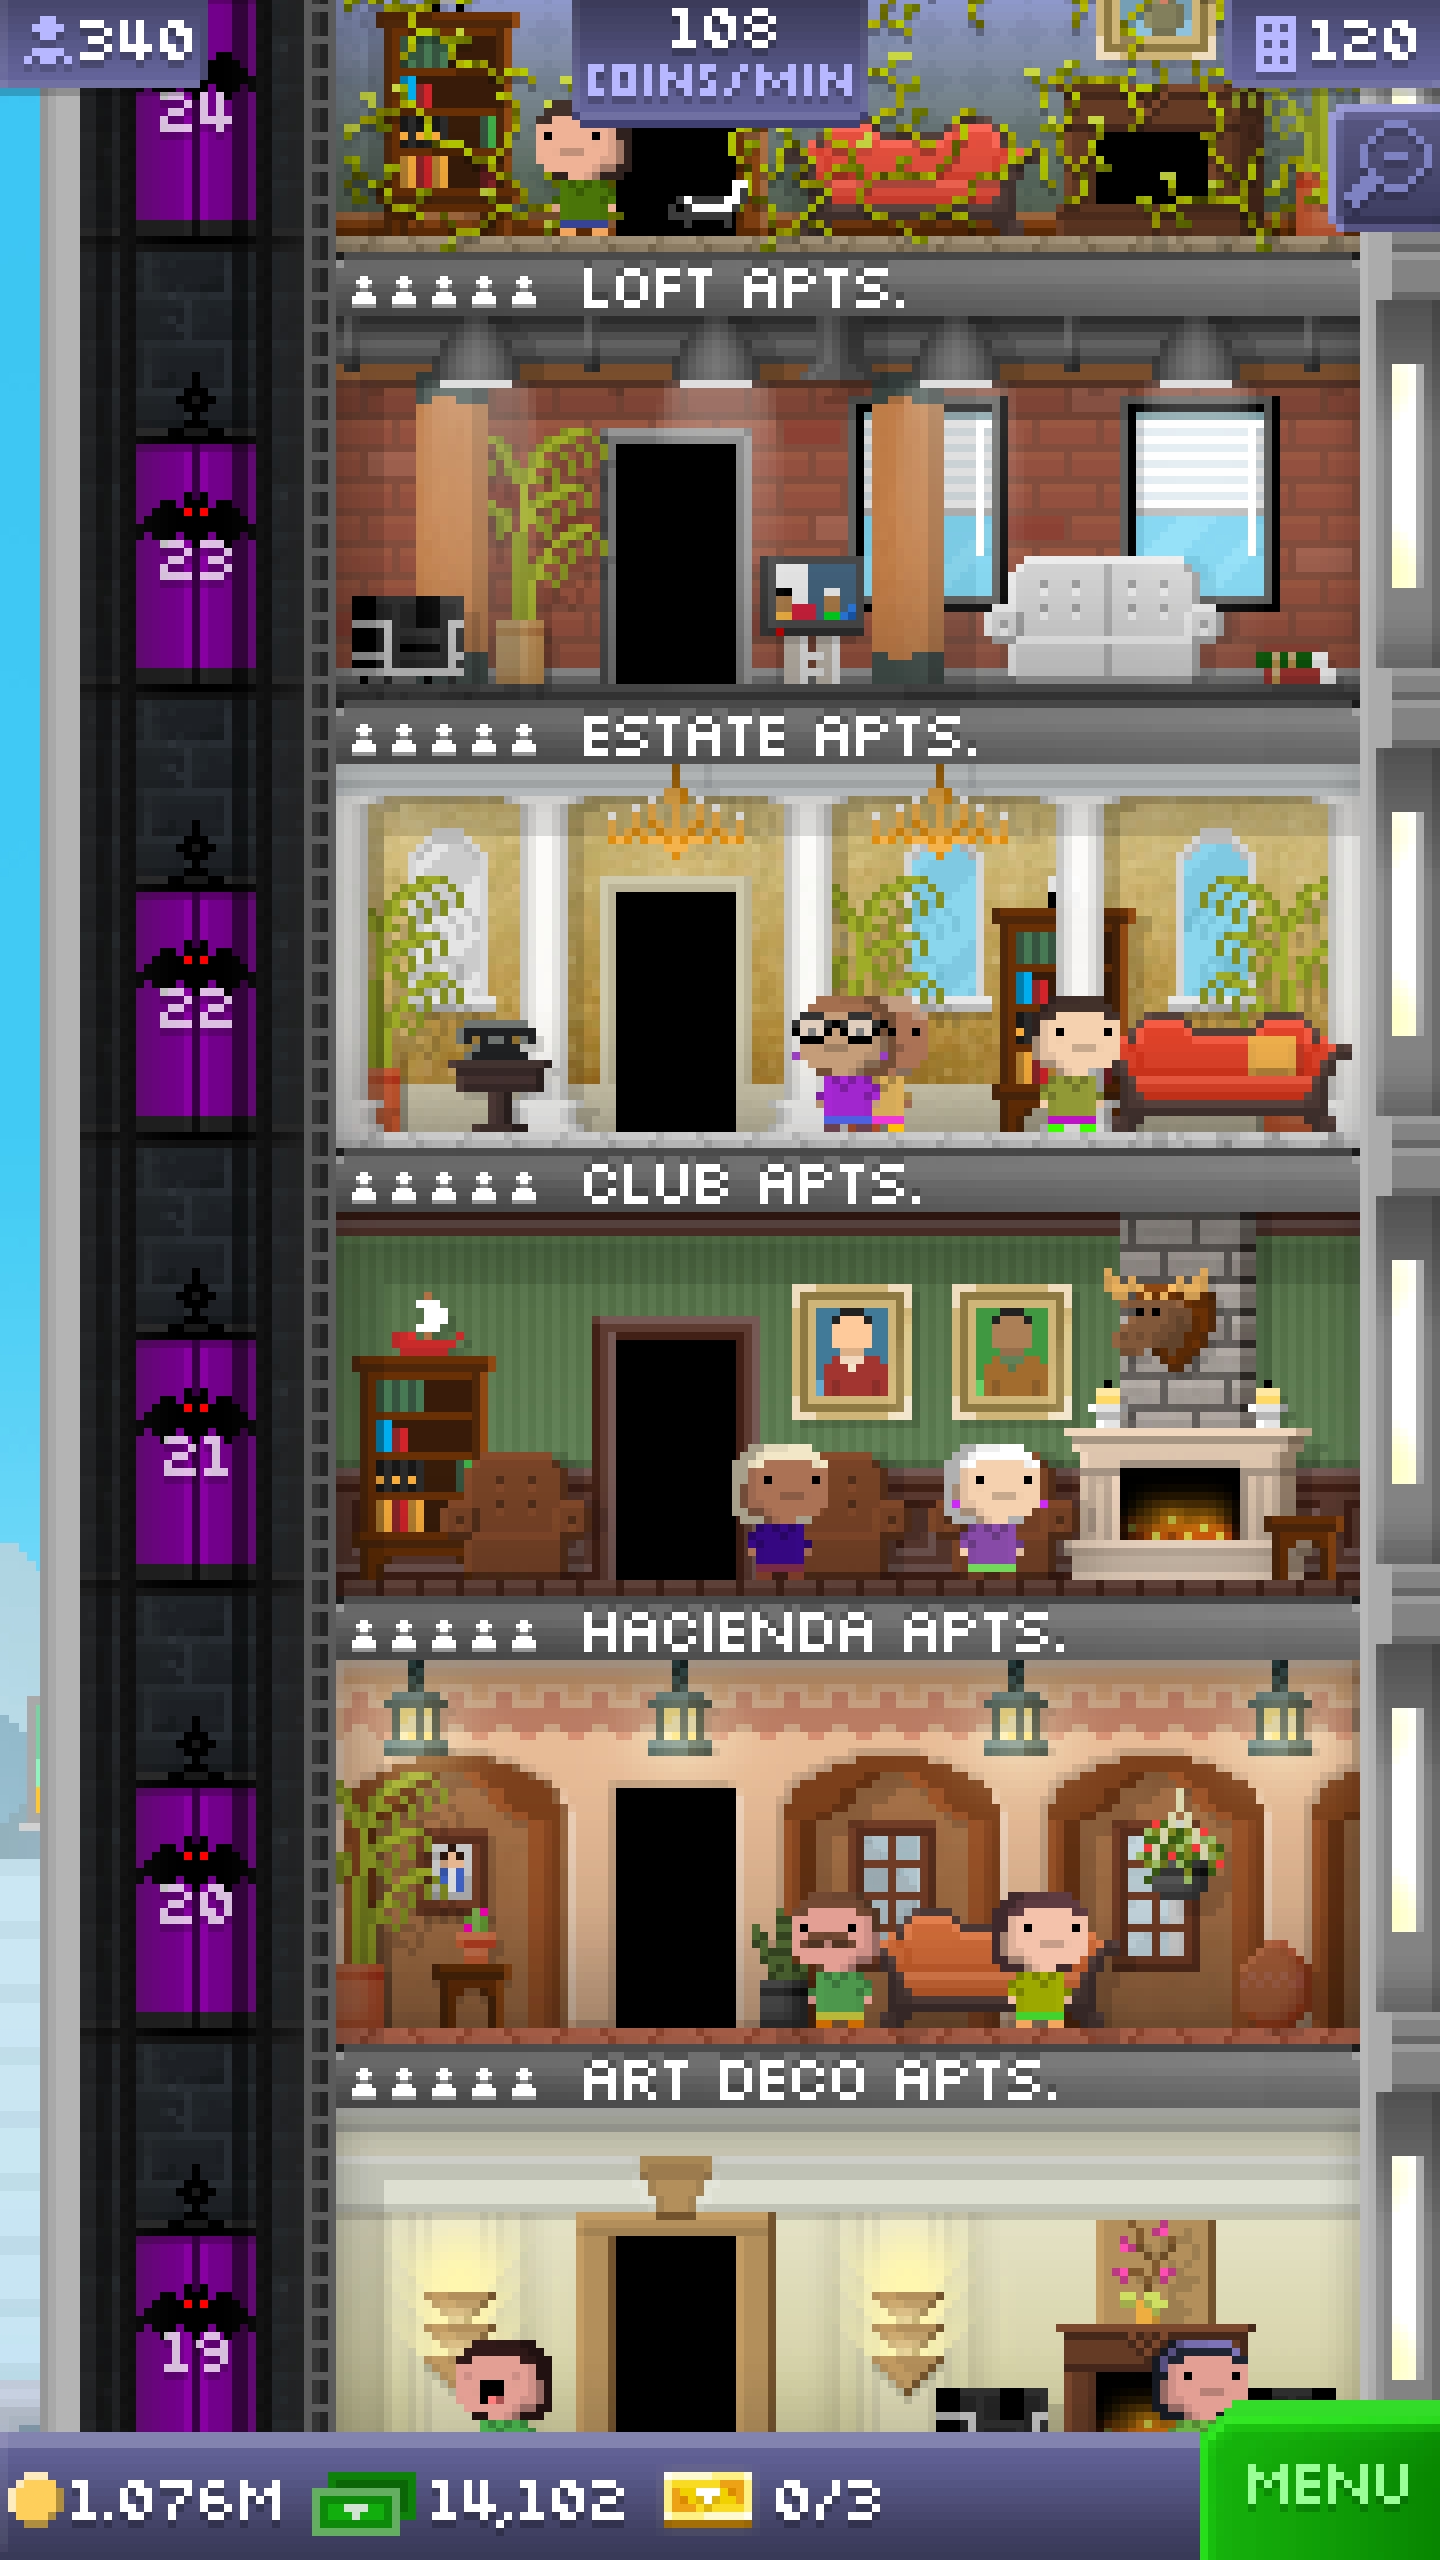 340
108
COINS/MIN
120
24
LOFT APTS.
23
ESTATE APTS.
22
CLUB APTS.
21
HACIENDA APTS.
20
ART DECO APTS.
19
1.076M
14,102
0/3
MENU